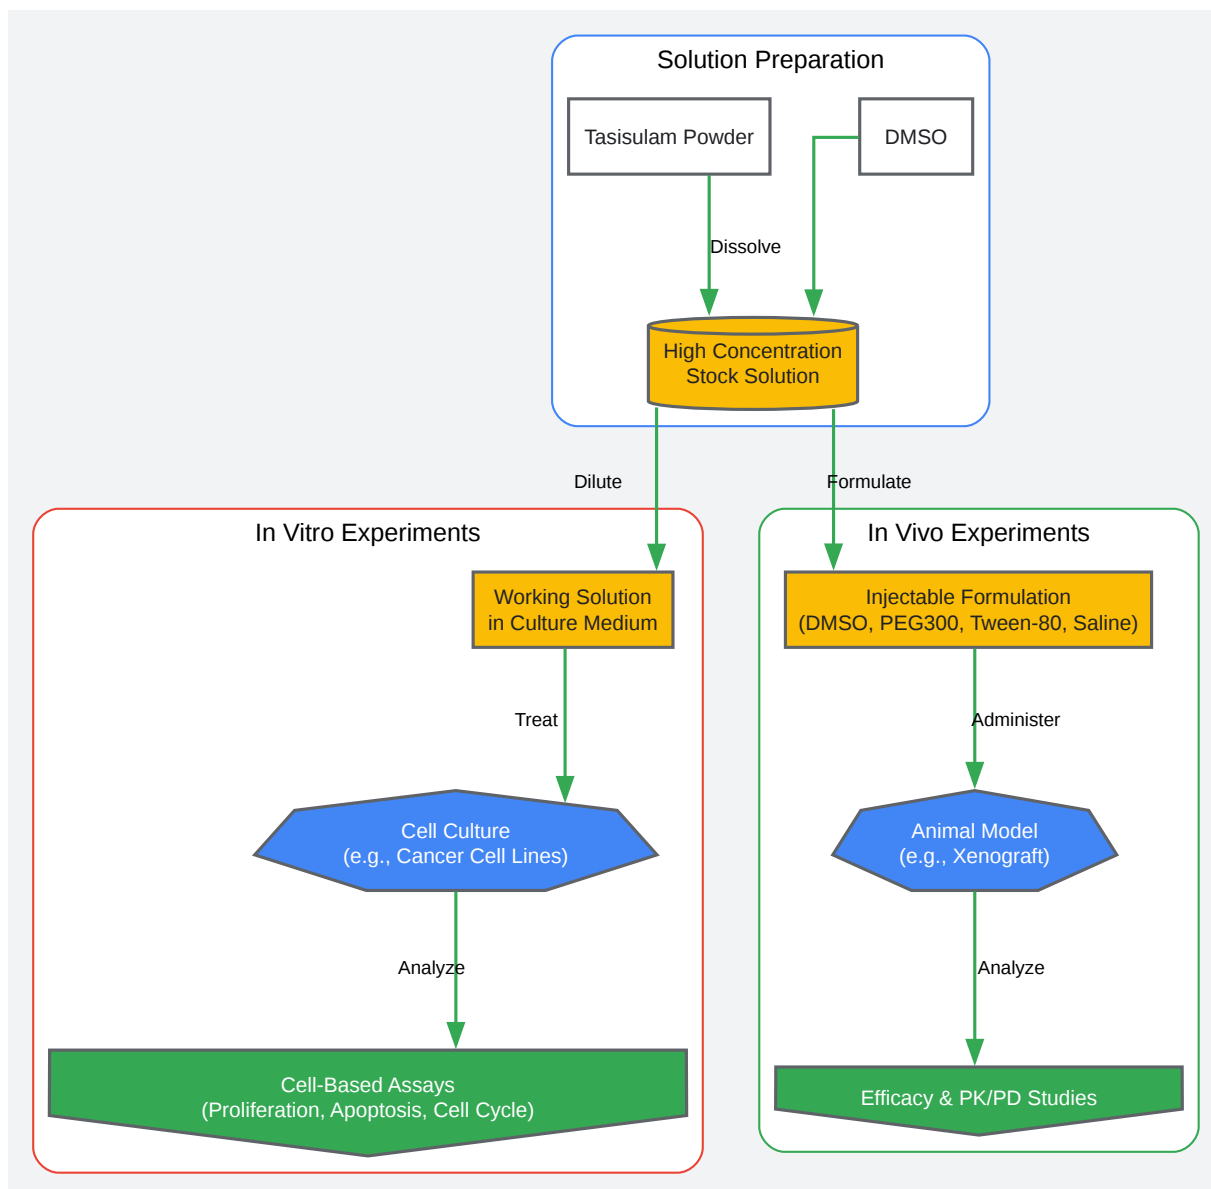 Solution Preparation
Tasisulam Powder
DMSO
Dissolve
High Concentration
Stock Solution
Dilute
Formulate
In Vitro Experiments
In Vivo Experiments
Working Solution
in Culture Medium
Injectable Formulation
(DMSO, PEG300, Tween-80, Saline)
Treat
Administer
Cell Culture
(e.g., Cancer Cell Lines)
Animal Model
(e.g., Xenograft)
Analyze
Analyze
Cell-Based Assays
(Proliferation, Apoptosis, Cell Cycle)
Efficacy & PK/PD Studies